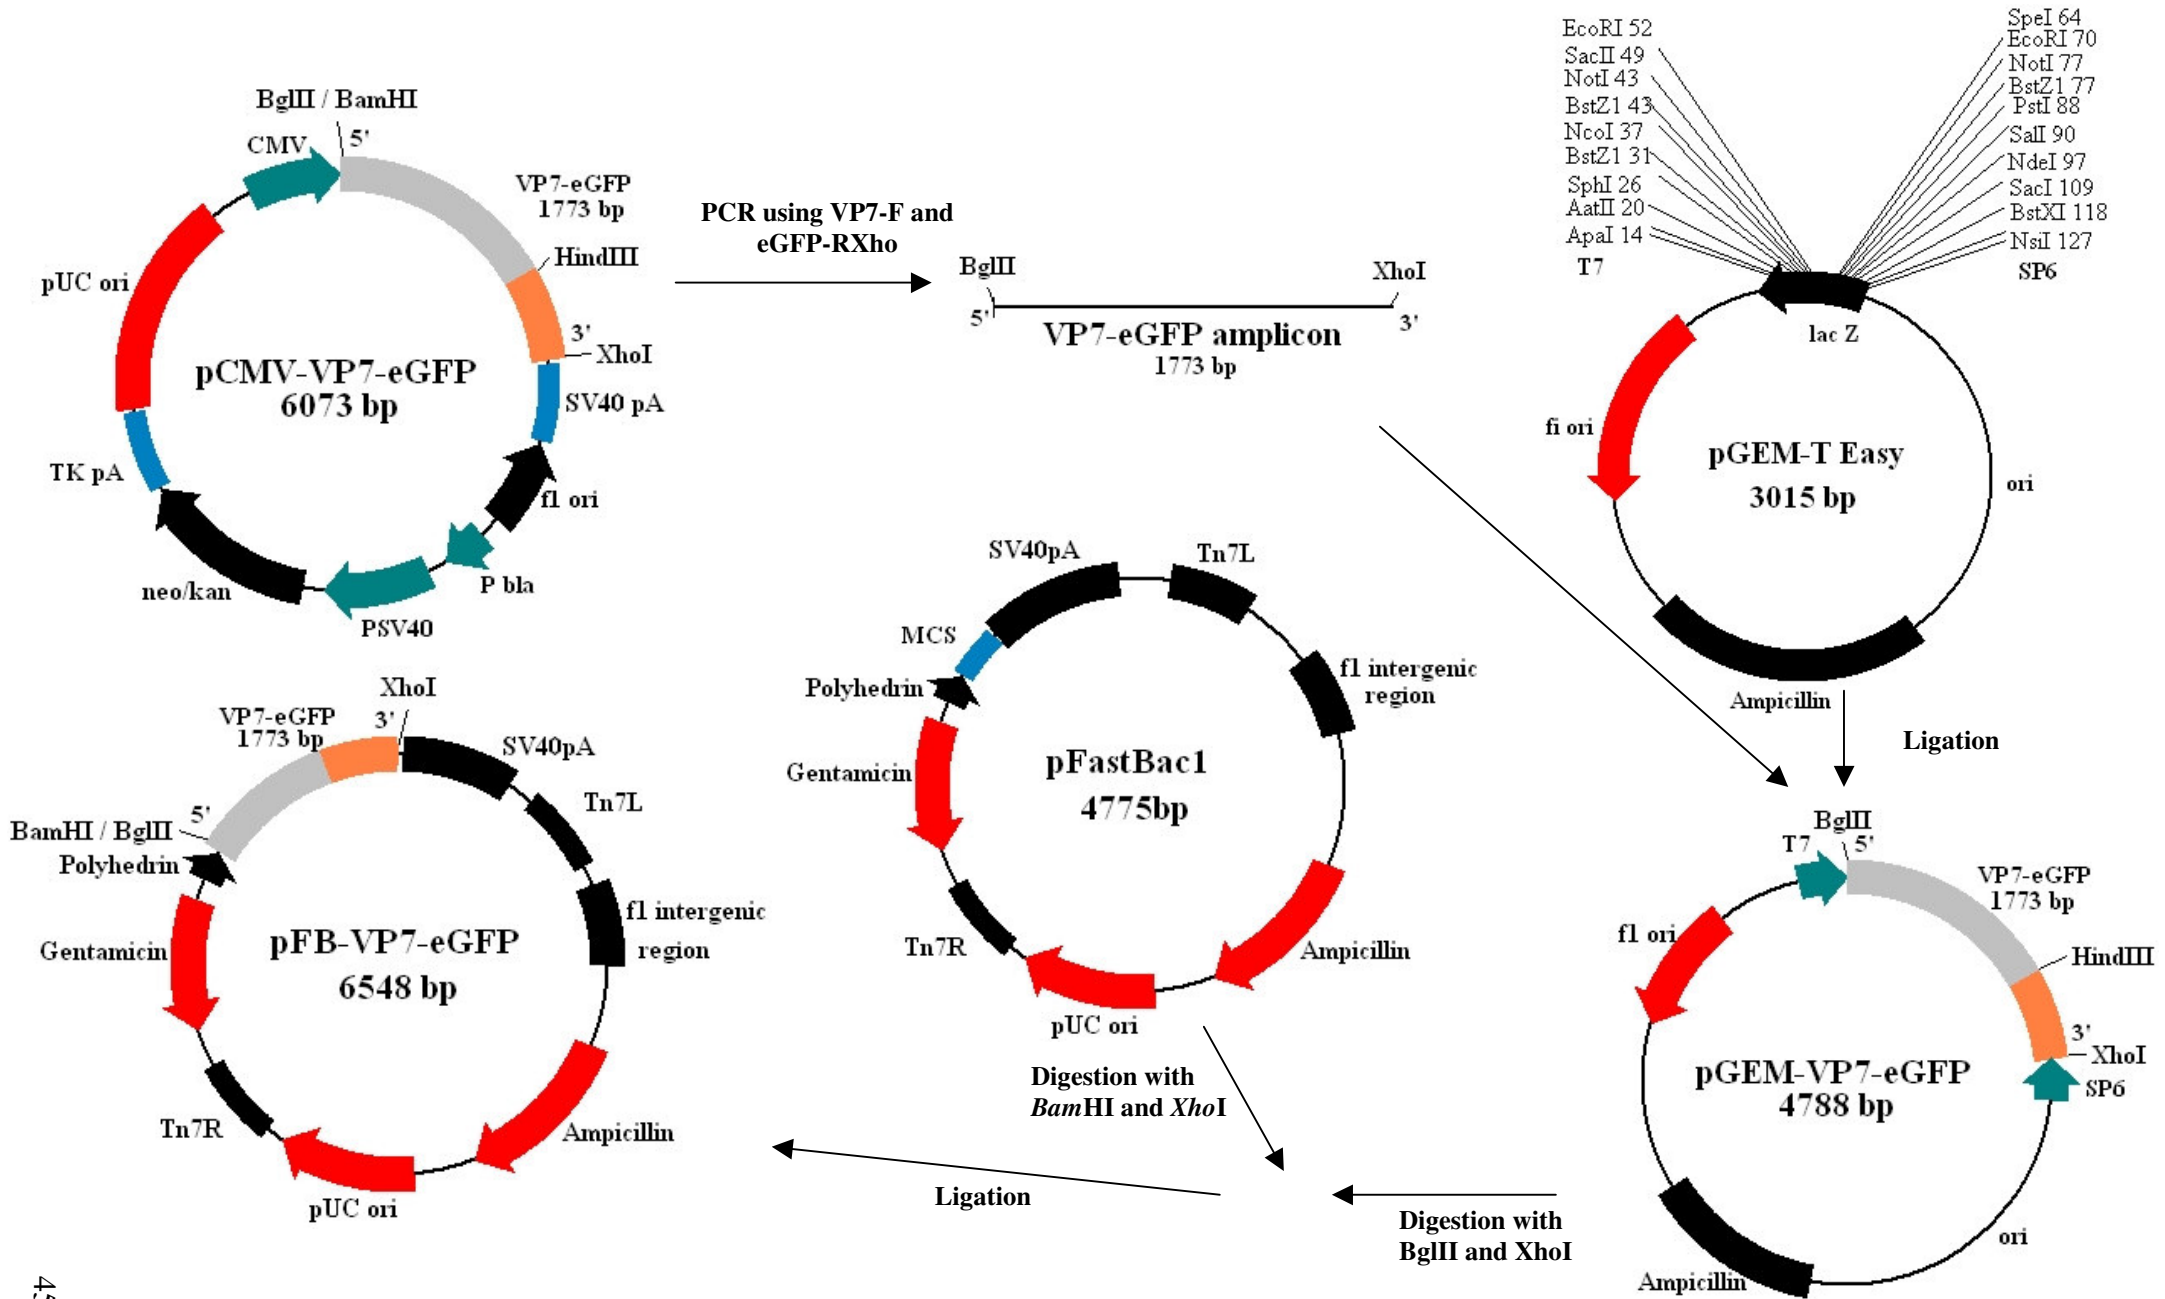 BglII / BamHI
5'
CMV
VP7-eGFP
1773 bp
HindIII
3'
XhoI
pUC ori
pCMV-VP7-eGFP
6073 bp
SV40 pA
TK pA
f1 ori
P bla
neo/kan
PSV40
PCR using VP7-F and
eGFP-RXho
BglII
XhoI
5'
3'
VP7-eGFP amplicon
1773 bp
EcoRI 52
SacII 49
NotI 43
BstZ1 43
NcoI 37
BstZ1 31
SphI 26
AatII 20
ApaI 14
T7
SpeI 64
EcoRI 70
NotI 77
BstZ1 77
PstI 88
SalI 90
NdeI 97
SacI 109
BstXI 118
NsiI 127
SP6
lac Z
fi ori
pGEM-T Easy
3015 bp
ori
Ampicillin
Ligation
SV40pA
Tn7L
MCS
Polyhedrin
f1 intergenic
region
Gentamicin
pFastBac1
4775bp
Tn7R
Ampicillin
pUC ori
Digestion with
BamHI and XhoI
XhoI
VP7-eGFP
1773 bp
3'
SV40pA
5'
Tn7L
BamHI / BglII
Polyhedrin
f1 intergenic
region
Gentamicin
pFB-VP7-eGFP
6548 bp
Tn7R
Ampicillin
pUC ori
Ligation
BglII
T7
5'
VP7-eGFP
1773 bp
f1 ori
HindIII
3'
XhoI
SP6
pGEM-VP7-eGFP
4788 bp
ori
Ampicillin
Digestion with
BglII and XhoI